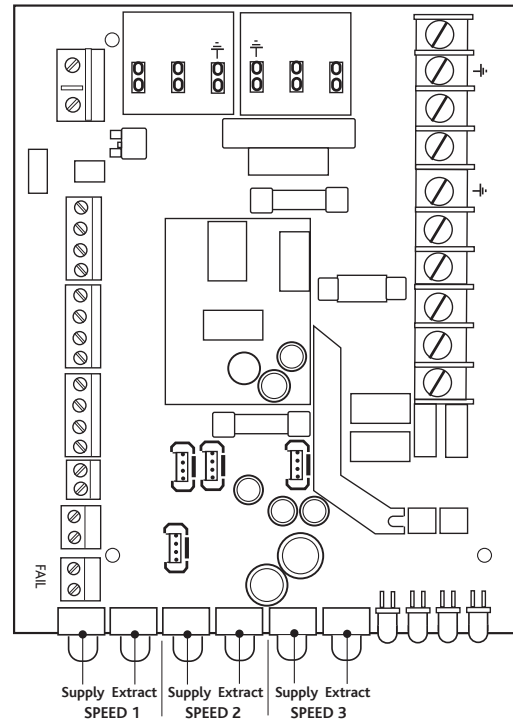 FAIL
Supply Extract Supply Extract Supply Extract
SPEED 1 SPEED 2 SPEED 3